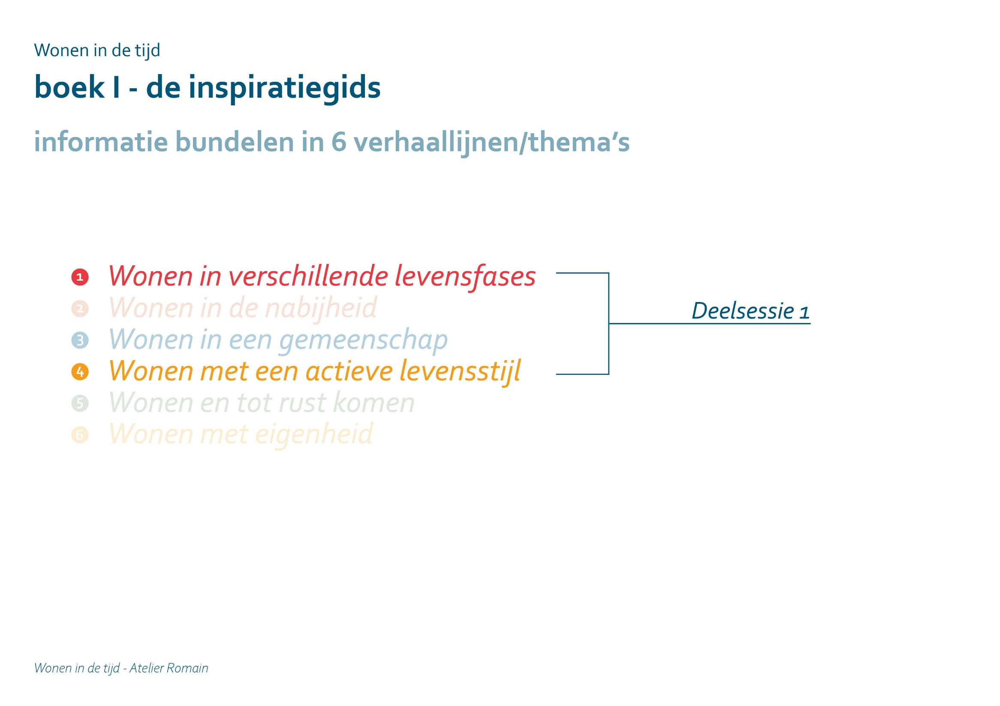 Wonen in de tijd
boek I - de inspiratiegids
informatie bundelen in 6 verhaallijnen/thema's
1 Wonen in verschillende levensfases
2 Wonen in de nabijheid
Deelsessie 1
3 Wonen in een gemeenschap
4 Wonen met een actieve levensstijl
5 Wonen en tot rust komen
6 Wonen met eigenheid
Wonen in de tijd - Atelier Romain